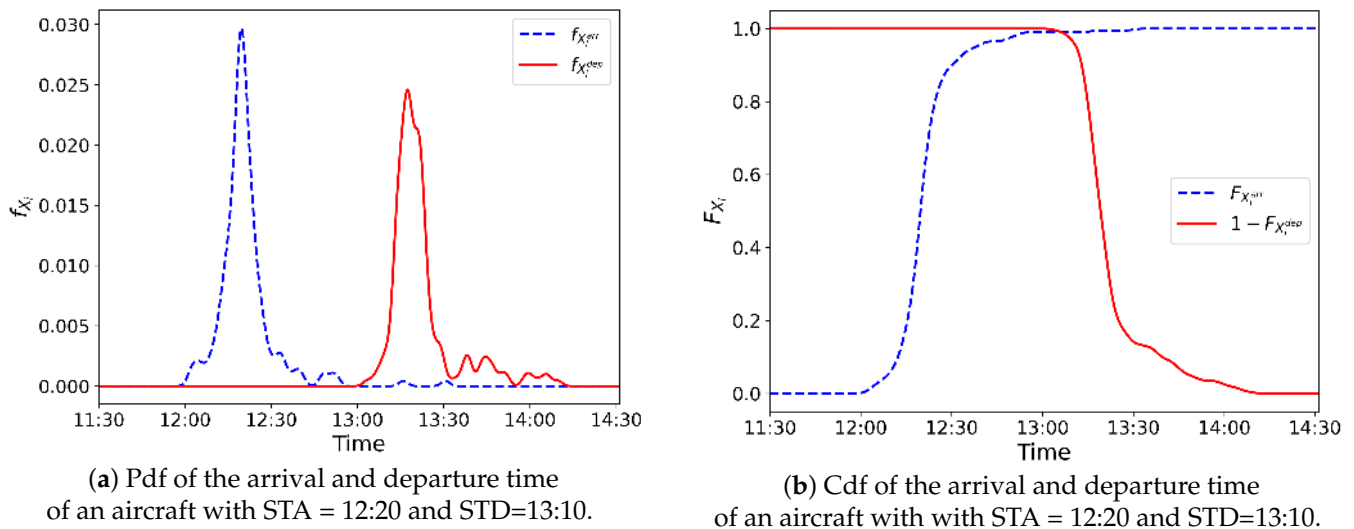 0.030
0.025
0.020
0.015
0.010
0.005
0.000
f_{X_i}
f_{X_i^{arr}}
f_{X_i^{dep}}
11:30 12:00 12:30 13:00 13:30 14:00 14:30
Time
(a) Pdf of the arrival and departure time
of an aircraft with STA = 12:20 and STD=13:10.
1.0
0.8
0.6
0.4
0.2
0.0
F_{X_i}
F_{X_i^{arr}}
1 − F_{X_i^{dep}}
11:30 12:00 12:30 13:00 13:30 14:00 14:30
Time
(b) Cdf of the arrival and departure time
of an aircraft with with STA = 12:20 and STD=13:10.